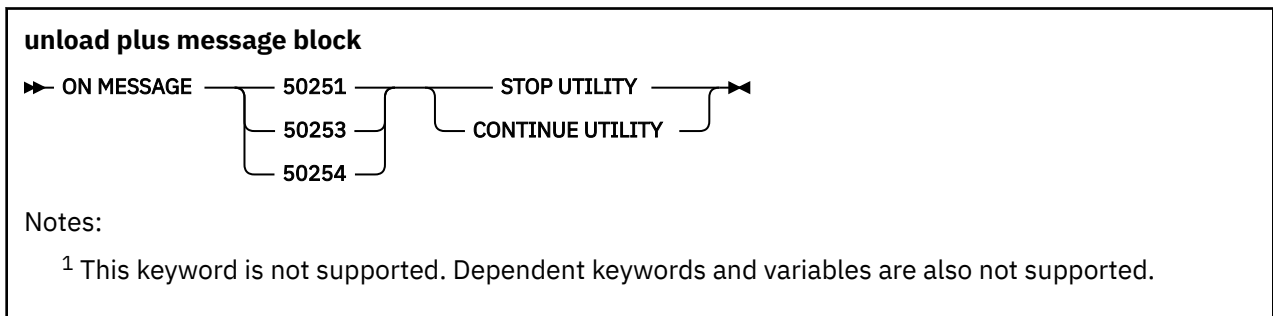 unload plus message block
ON MESSAGE 50251 STOP UTILITY
50253 CONTINUE UTILITY
50254
Notes:
1 This keyword is not supported. Dependent keywords and variables are also not supported.